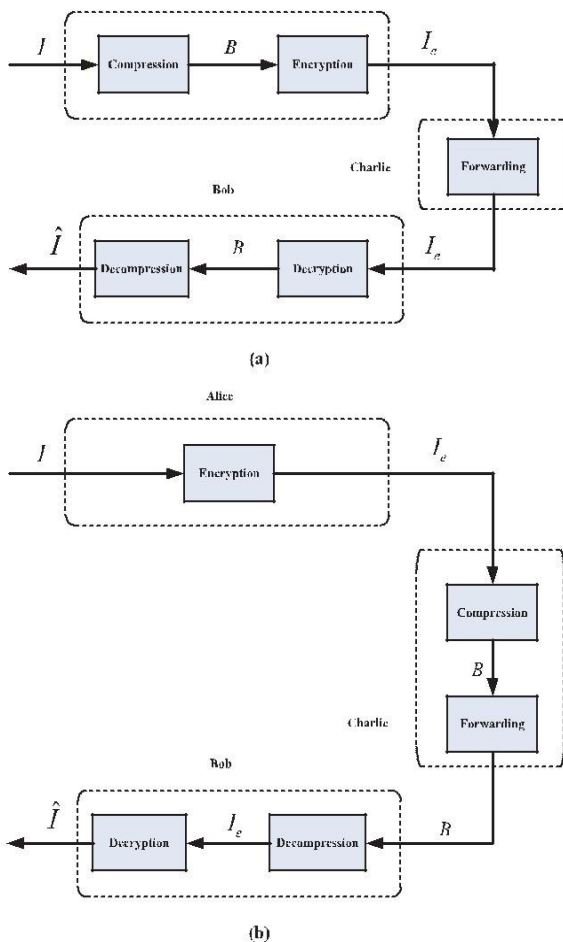 I
Compression
B
Encryption
I_e
Charlie
Forwarding
Bob
Î
Decompression
B
Decryption
I_e
(a)
Alice
I
Encryption
I_e
Compression
B
Charlie
Forwarding
Bob
Î
Decryption
I_e
Decompression
B
(b)